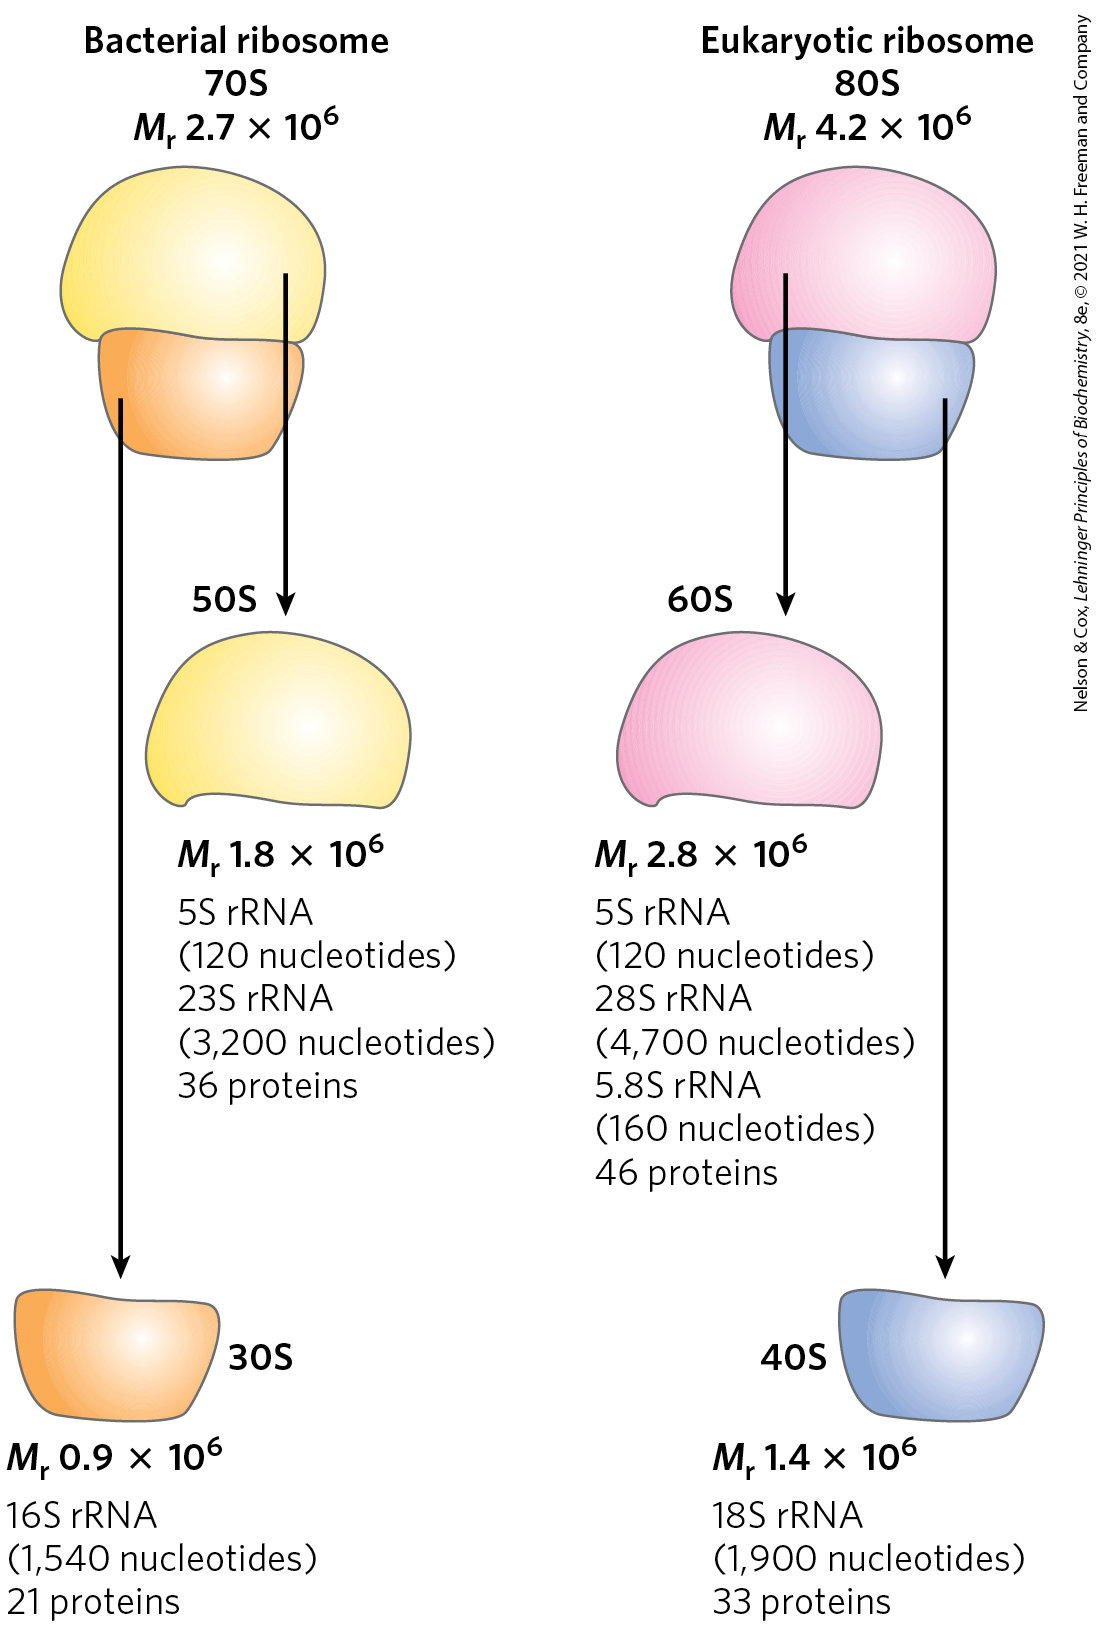 Bacterial ribosome
70S
Mr 2.7 × 10⁶
Eukaryotic ribosome
80S
Mr 4.2 × 10⁶
50S
Mr 1.8 × 10⁶
5S rRNA
(120 nucleotides)
23S rRNA
(3,200 nucleotides)
36 proteins
60S
Mr 2.8 × 10⁶
5S rRNA
(120 nucleotides)
28S rRNA
(4,700 nucleotides)
5.8S rRNA
(160 nucleotides)
46 proteins
30S
Mr 0.9 × 10⁶
16S rRNA
(1,540 nucleotides)
21 proteins
40S
Mr 1.4 × 10⁶
18S rRNA
(1,900 nucleotides)
33 proteins
Nelson & Cox, Lehninger Principles of Biochemistry, 8e, © 2021 W. H. Freeman and Company